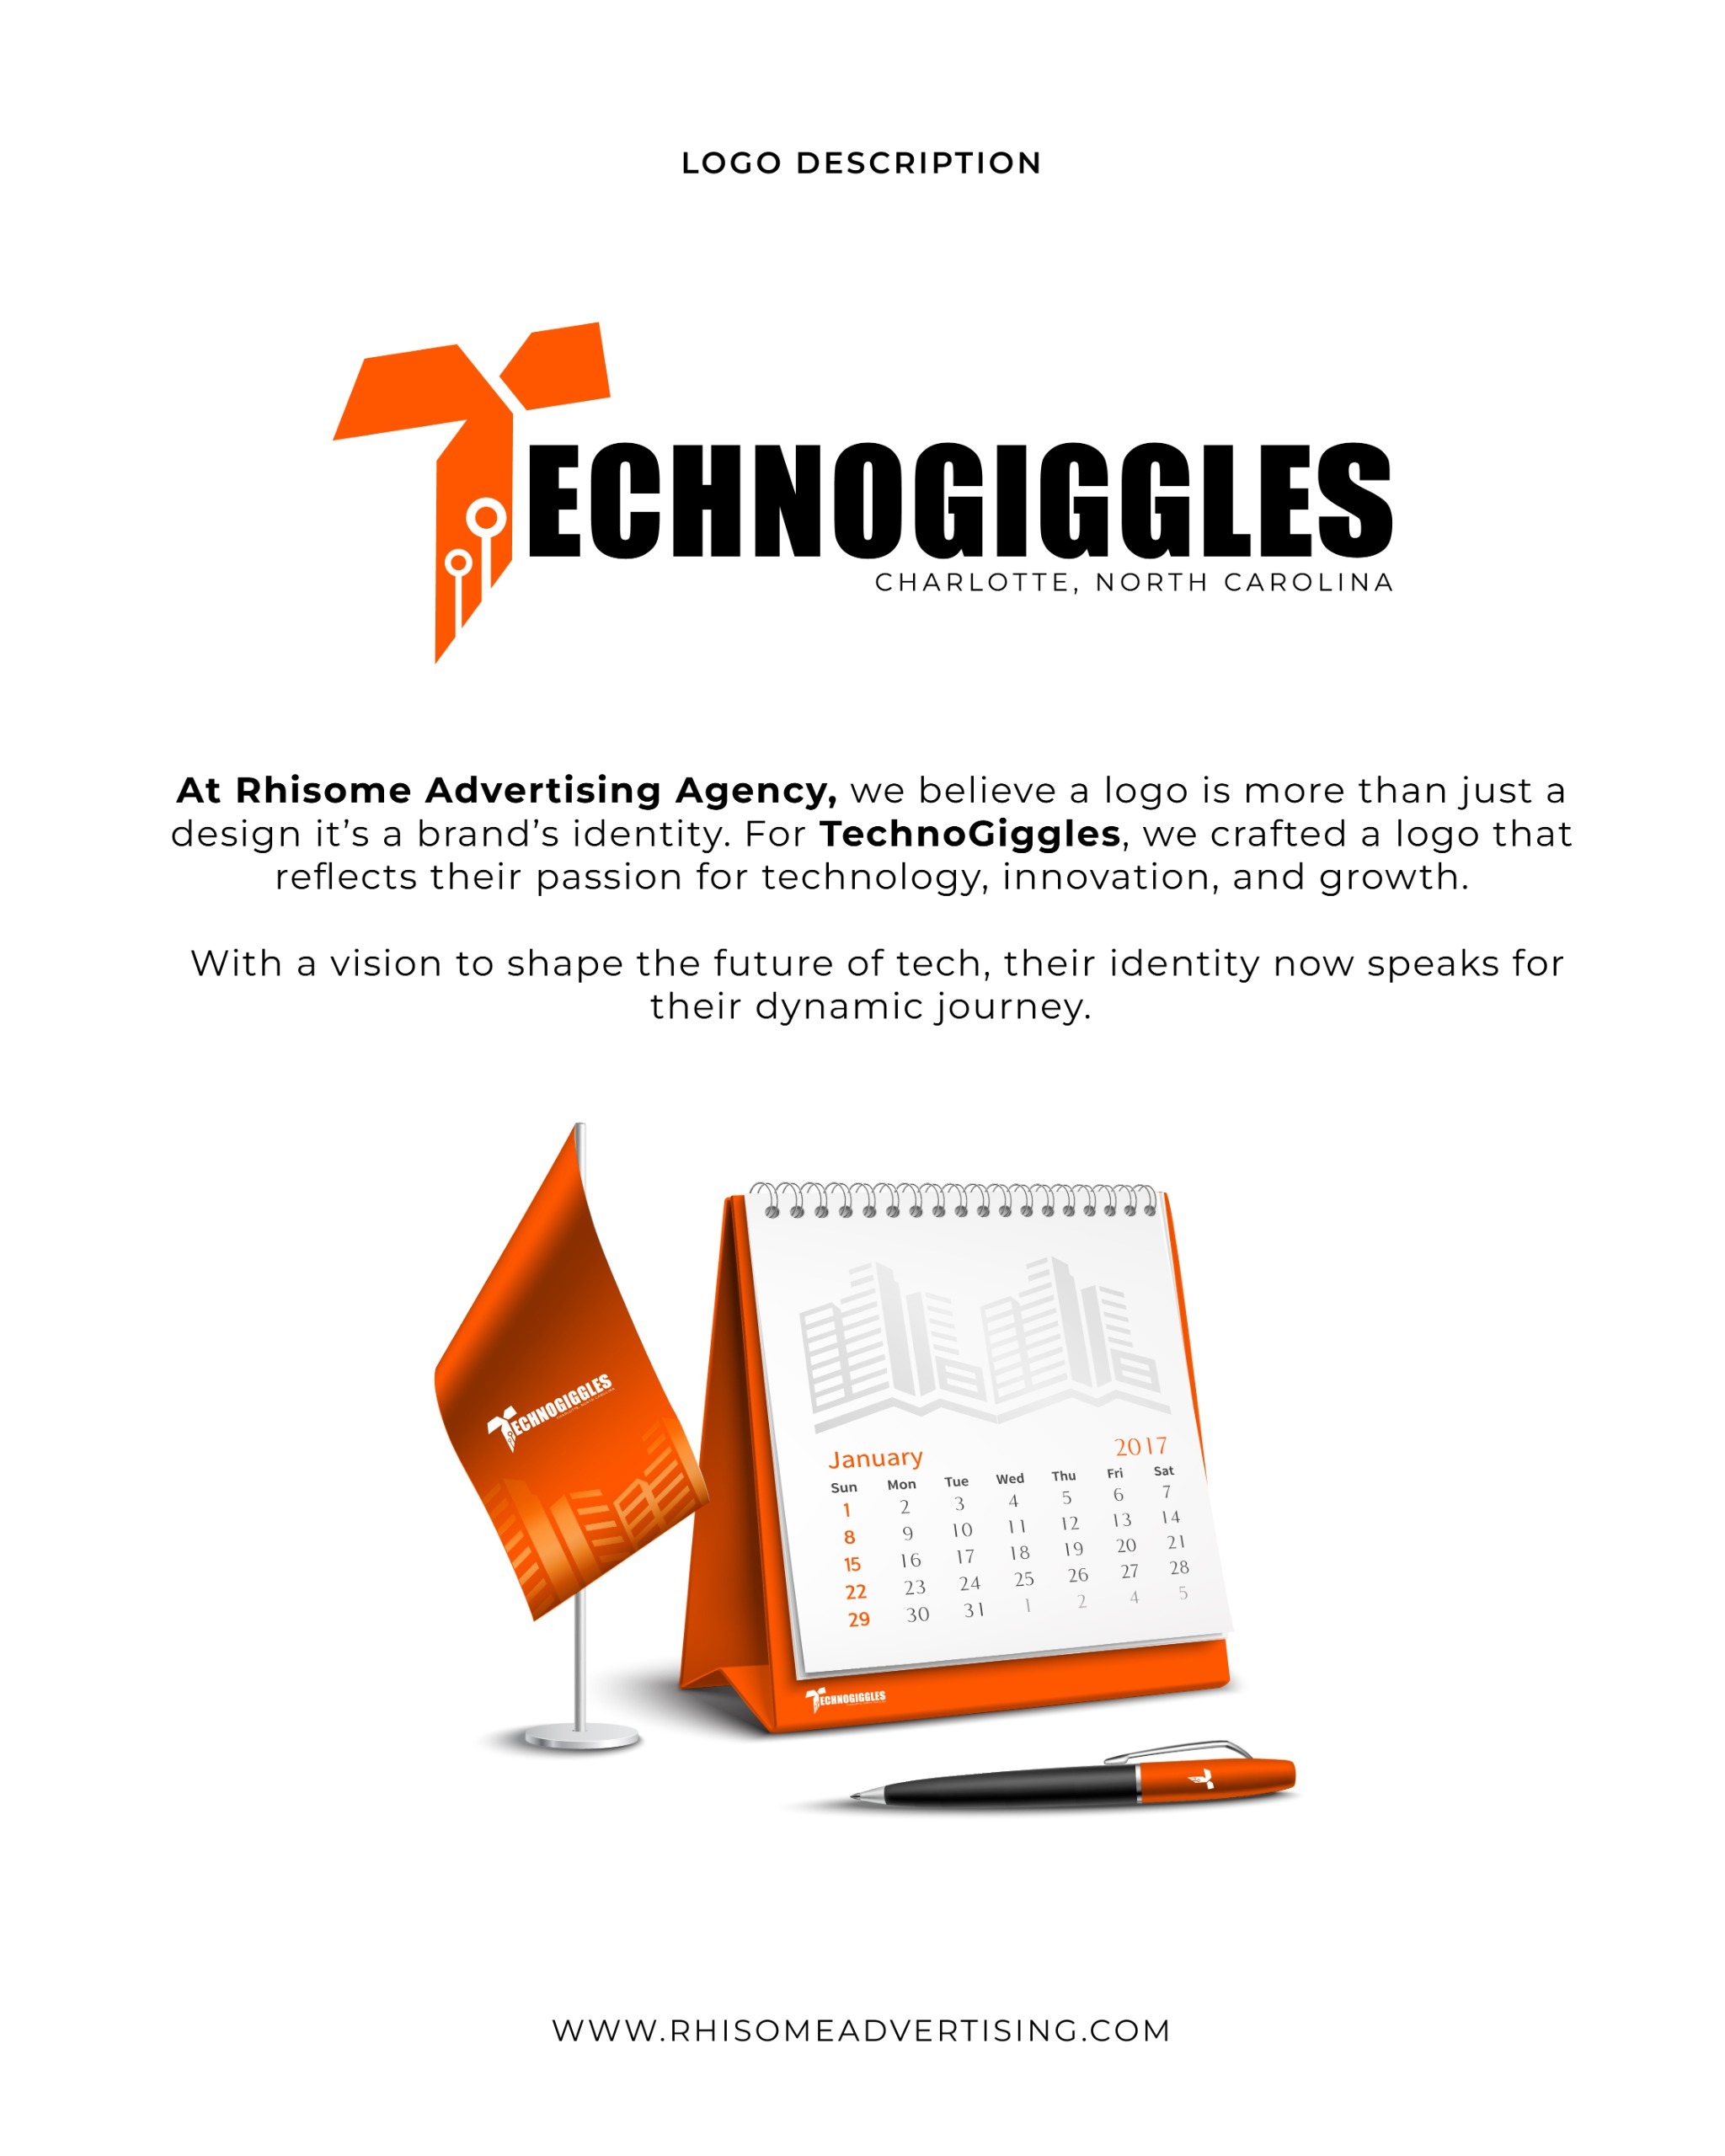 LOGO DESCRIPTION
TECHNOGIGGLES
CHARLOTTE, NORTH CAROLINA
At Rhisome Advertising Agency, we believe a logo is more than just a
design it’s a brand’s identity. For TechnoGiggles, we crafted a logo that
reflects their passion for technology, innovation, and growth.
With a vision to shape the future of tech, their identity now speaks for
their dynamic journey.
TECHNOGIGGLES
January 2017
Sun Mon Tue Wed Thu Fri Sat
1 2 3 4 5 6 7
8 9 10 11 12 13 14
15 16 17 18 19 20 21
22 23 24 25 26 27 28
29 30 31 1 2 4 5
TECHNOGIGGLES
WWW.RHISOMEADVERTISING.COM